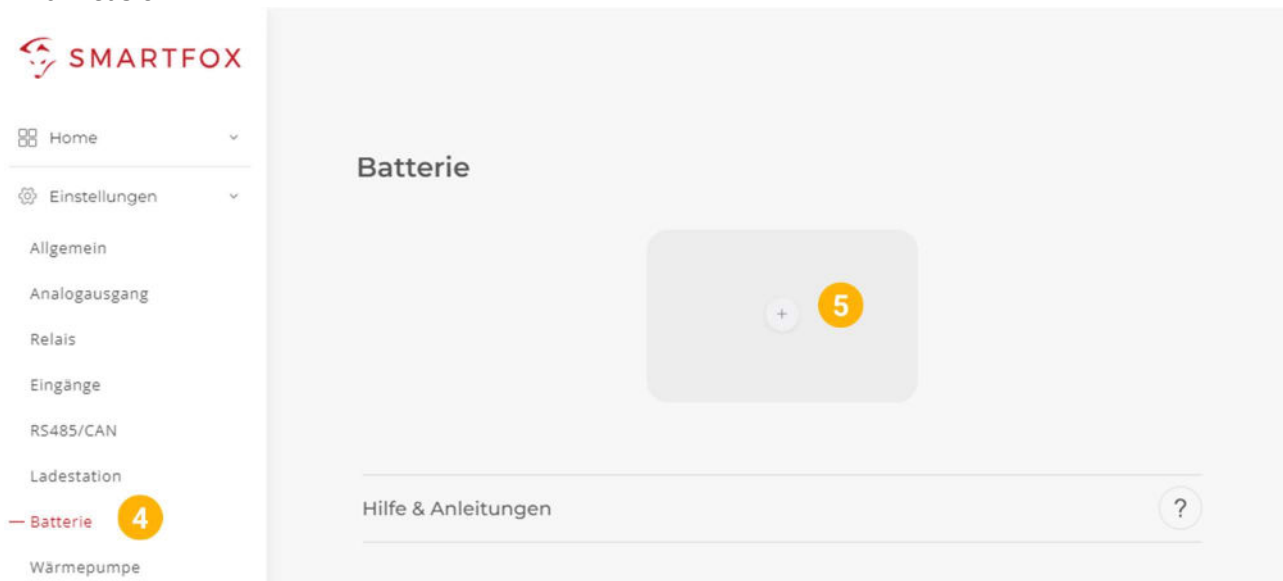 SMARTFOX
Home
Einstellungen
Allgemein
Analogausgang
Relais
Eingänge
RS485/CAN
Ladestation
Batterie 4
Wärmepumpe
Batterie
+ 5
Hilfe & Anleitungen ?